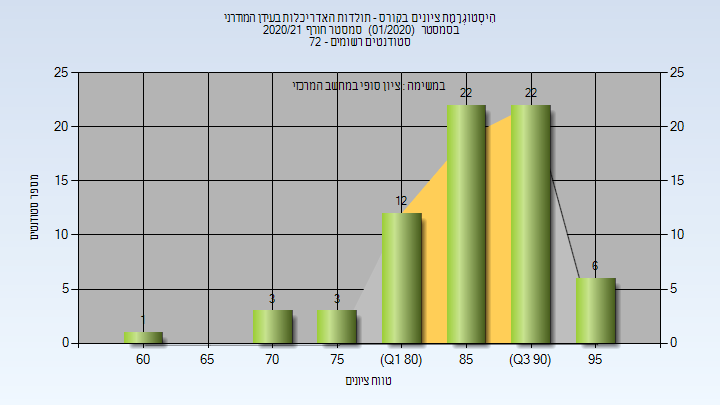 היסטוגרמת ציונים בקורס - תולדות האדריכלות בעידן המודרני
בסמסטר (01/2020) סמסטר חורף 2020/21
סטודנטים רשומים - 72
במשימה : ציון סופי במחשב המרכזי
25 25
20 20
15 15
10 10
5 5
0 0
1 3 3 12 22 22 6
60 65 70 75 (Q1 80) 85 (Q3 90) 95
מספר סטודנטים
טווח ציונים